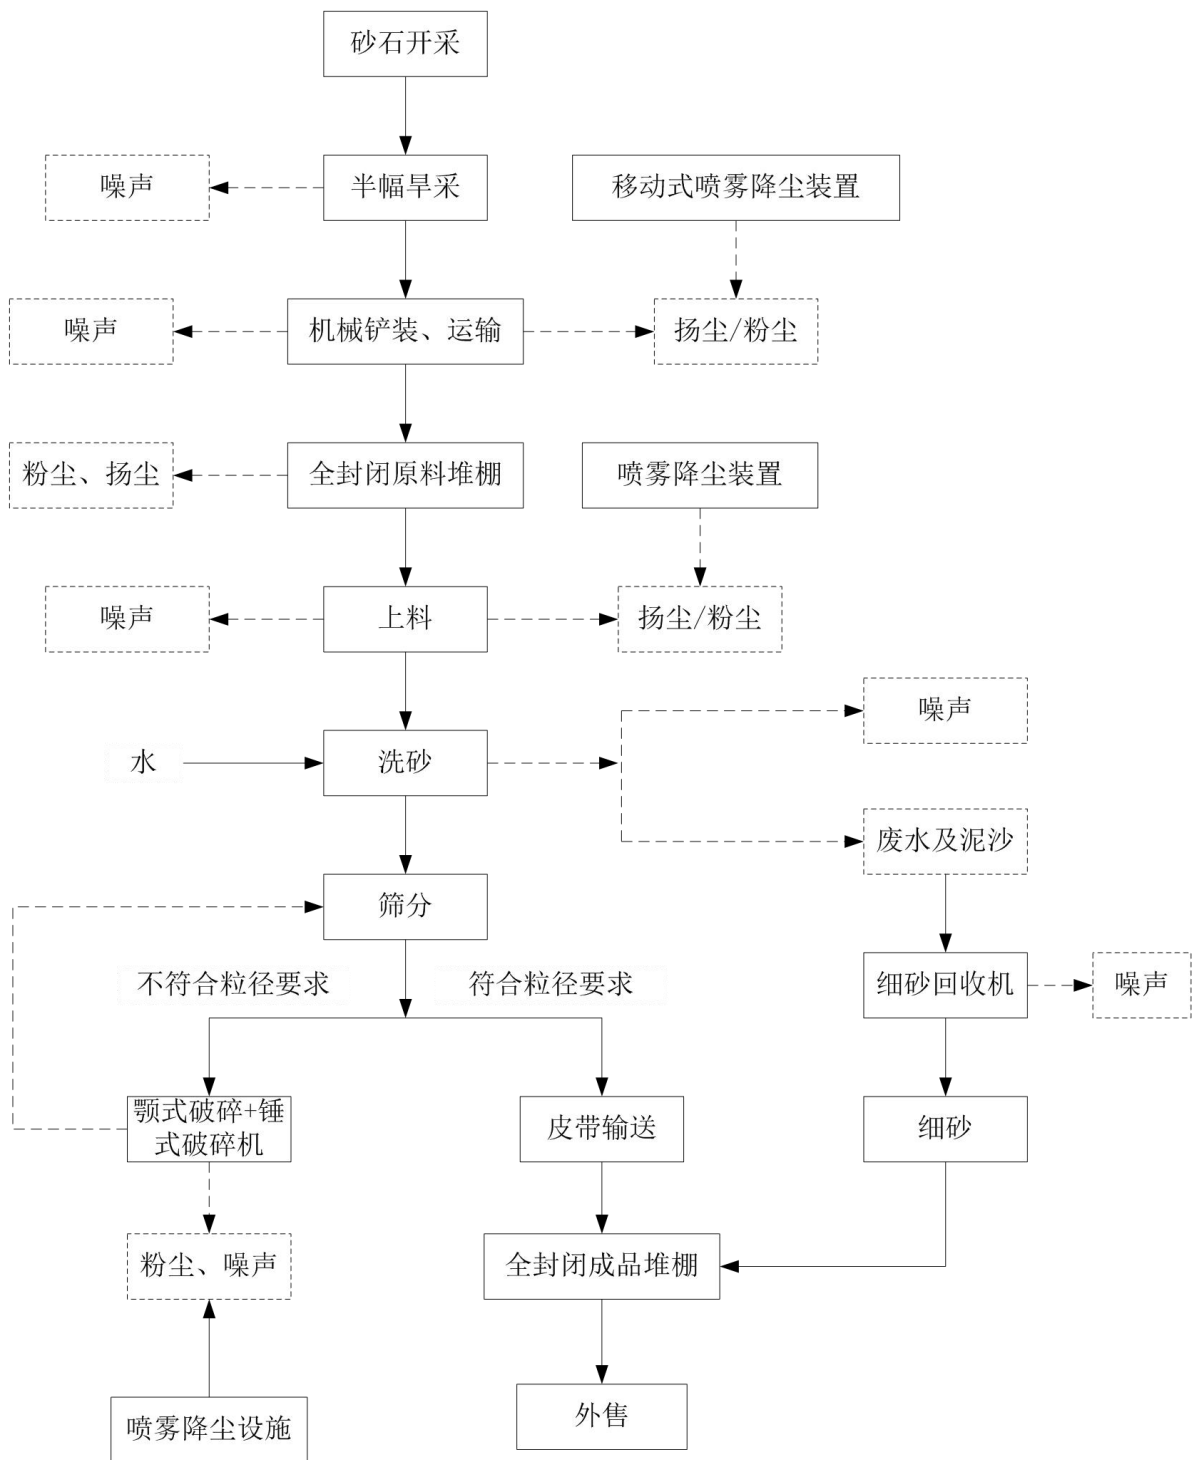 砂石开采
噪声
半幅旱采
移动式喷雾降尘装置
噪声
机械铲装、运输
扬尘/粉尘
粉尘、扬尘
全封闭原料堆棚
喷雾降尘装置
噪声
上料
扬尘/粉尘
噪声
水
洗砂
废水及泥沙
筛分
不符合粒径要求
符合粒径要求
细砂回收机
噪声
颚式破碎+锤
式破碎机
皮带输送
细砂
粉尘、噪声
全封闭成品堆棚
外售
喷雾降尘设施